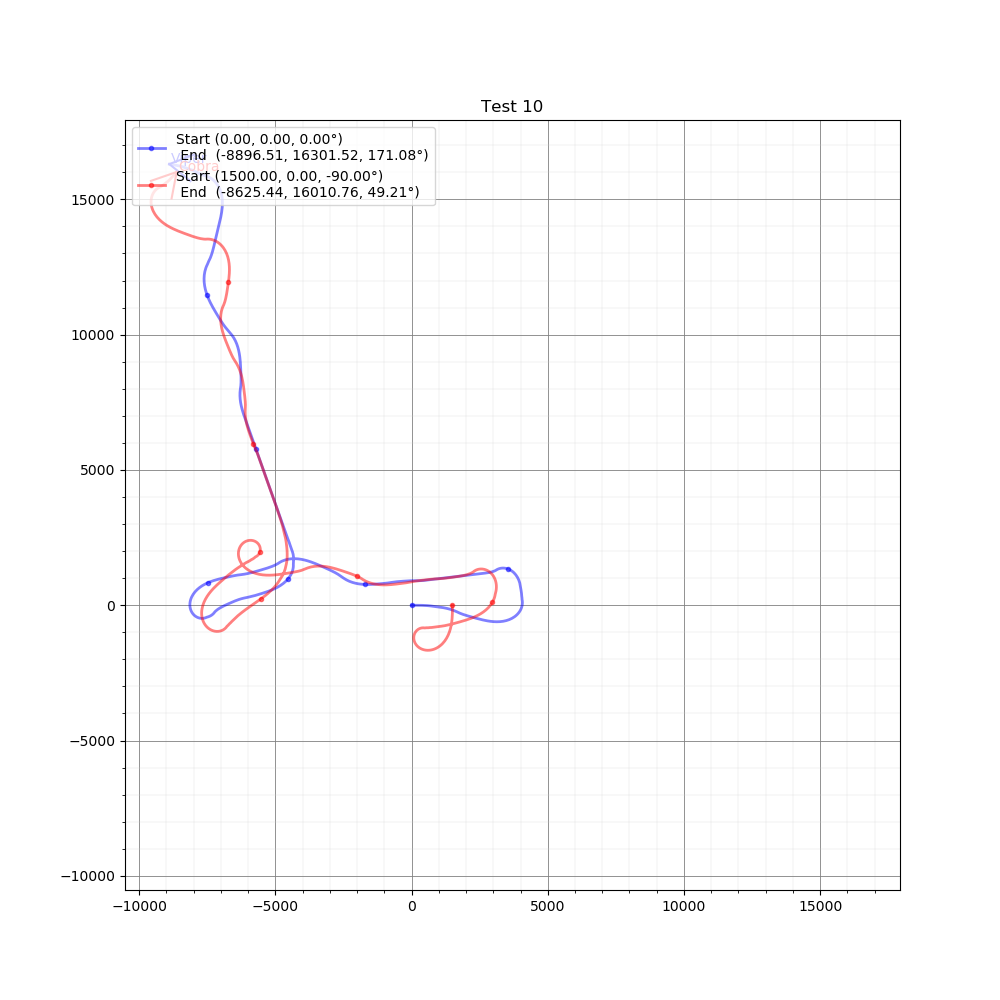 Test 10
Start (0.00, 0.00, 0.00°)
End (-8896.51, 16301.52, 171.08°)
Start (1500.00, 0.00, -90.00°)
End (-8625.44, 16010.76, 49.21°)
15000
10000
5000
0
−5000
−10000
−10000 −5000 0 5000 10000 15000